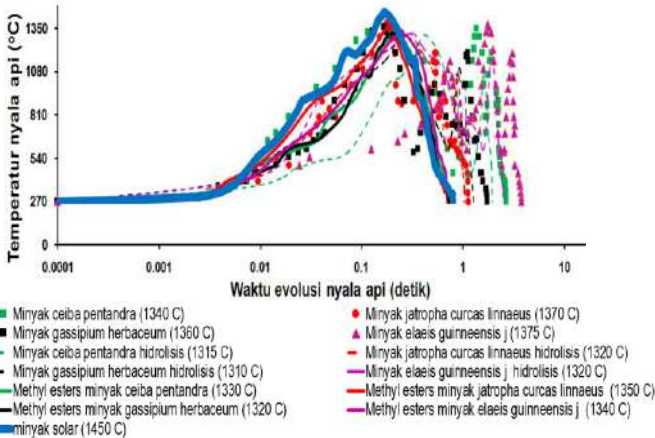 Temperatur nyala api (°C)
1350
1080
810
540
270
0
0.0001
0.001
0.01
0.1
1
10
Waktu evolusi nyala api (detik)
Minyak ceiba pentandra (1340 C)
Minyak gassipium herbaceum (1360 C)
Minyak ceiba pentandra hidrolisis (1315 C)
Minyak gassipium herbaceum hidrolisis (1310 C)
Methyl esters minyak ceiba pentandra (1330 C)
Methyl esters minyak gassipium herbaceum (1320 C)
minyak solar (1450 C)
Minyak jatropha curcas linnaeus (1370 C)
Minyak elaeis guinneensis j (1375 C)
Minyak jatropha curcas linnaeus hidrolisis (1320 C)
Minyak elaeis guinneensis j hidrolisis (1320 C)
Methyl esters minyak jatropha curcas linnaeus (1350 C)
Methyl esters minyak elaeis guinneensis j (1340 C)